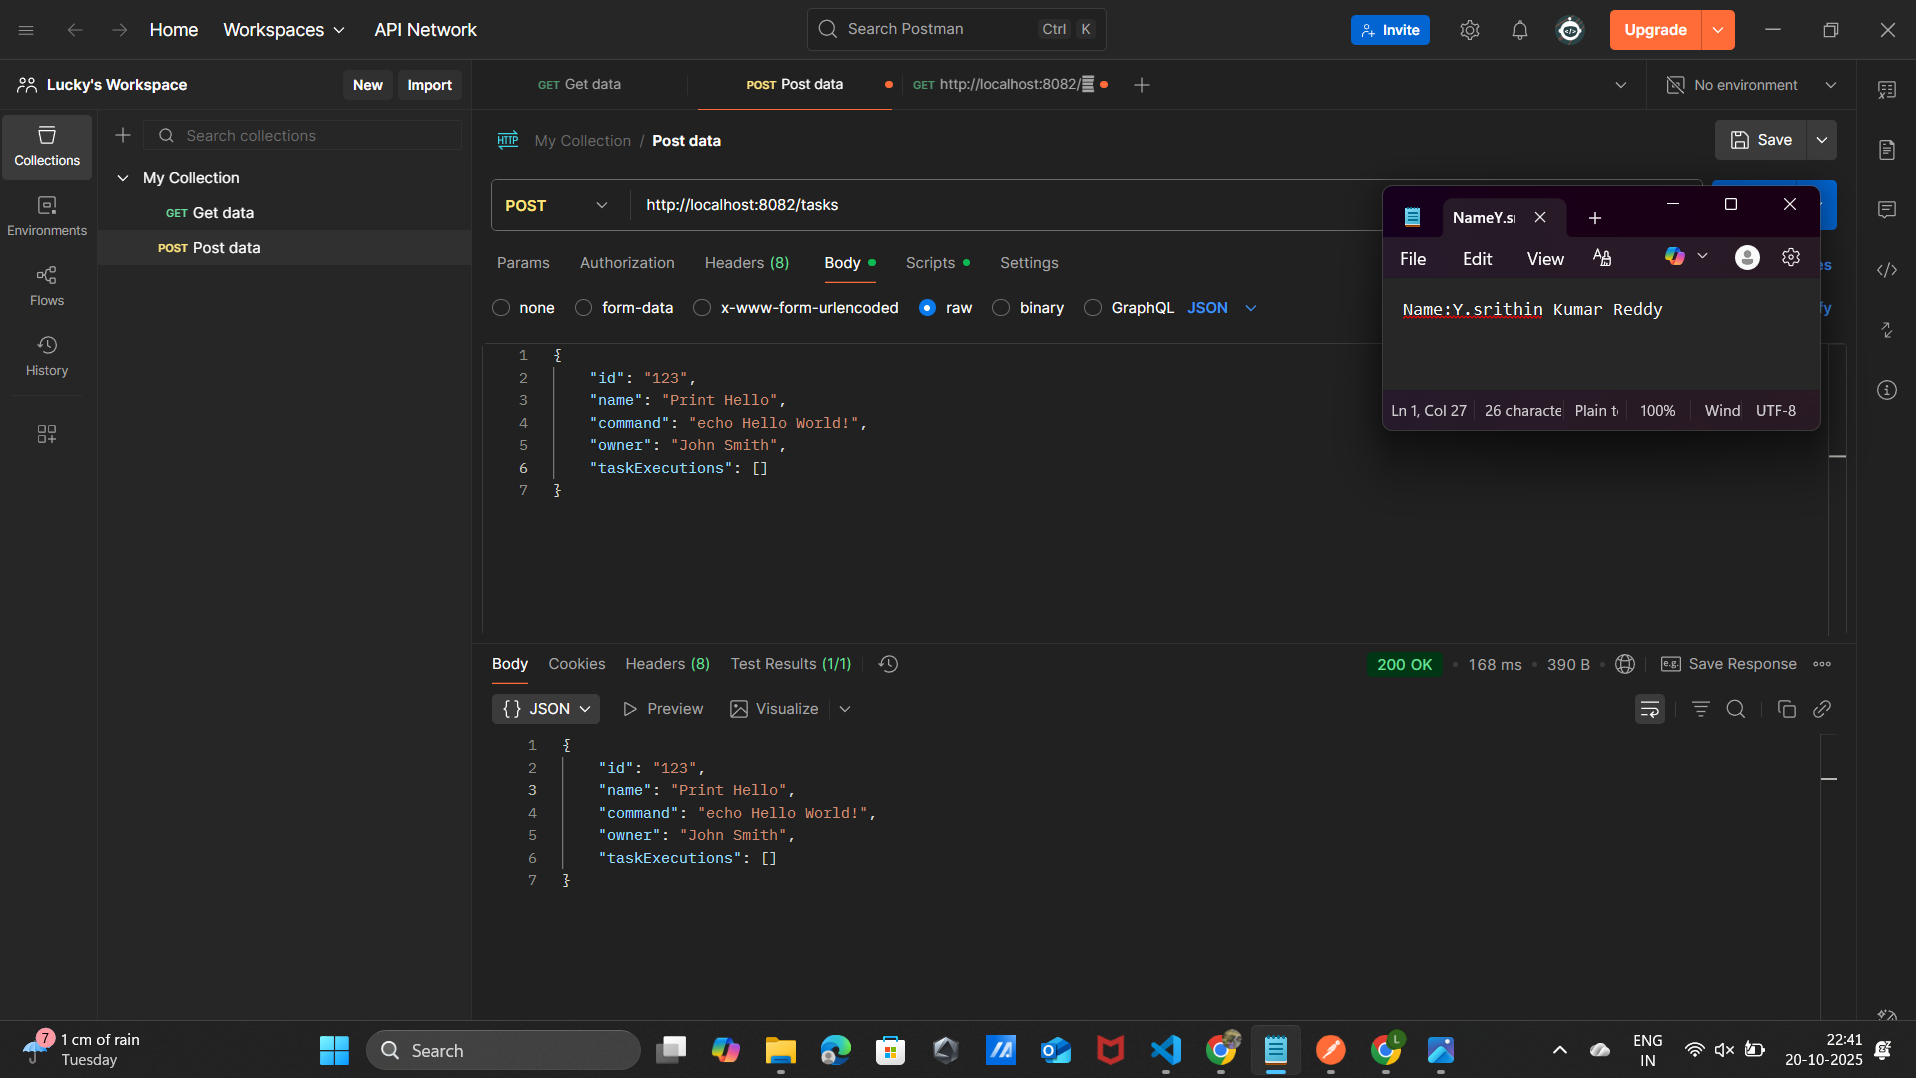 Home Workspaces API Network Search Postman Ctrl K Invite Upgrade
Lucky's Workspace New Import
GET Get data POST Post data GET http://localhost:8082/ No environment
Collections
Environments
Flows
History
Search collections
My Collection
GET Get data
POST Post data
HTTP My Collection / Post data Save
POST http://localhost:8082/tasks
Params Authorization Headers (8) Body Scripts Settings
none form-data x-www-form-urlencoded raw binary GraphQL JSON
1 {
2 "id": "123",
3 "name": "Print Hello",
4 "command": "echo Hello World!",
5 "owner": "John Smith",
6 "taskExecutions": []
7 }
NameY.s
File Edit View
Name:Y.srithin Kumar Reddy
Ln 1, Col 27 26 characte Plain t 100% Wind UTF-8
Body Cookies Headers (8) Test Results (1/1) 200 OK 168 ms 390 B e.g. Save Response
{} JSON Preview Visualize
1 {
2 "id": "123",
3 "name": "Print Hello",
4 "command": "echo Hello World!",
5 "owner": "John Smith",
6 "taskExecutions": []
7 }
7 1 cm of rain
Tuesday
Search
L
ENG
IN
22:41
20-10-2025